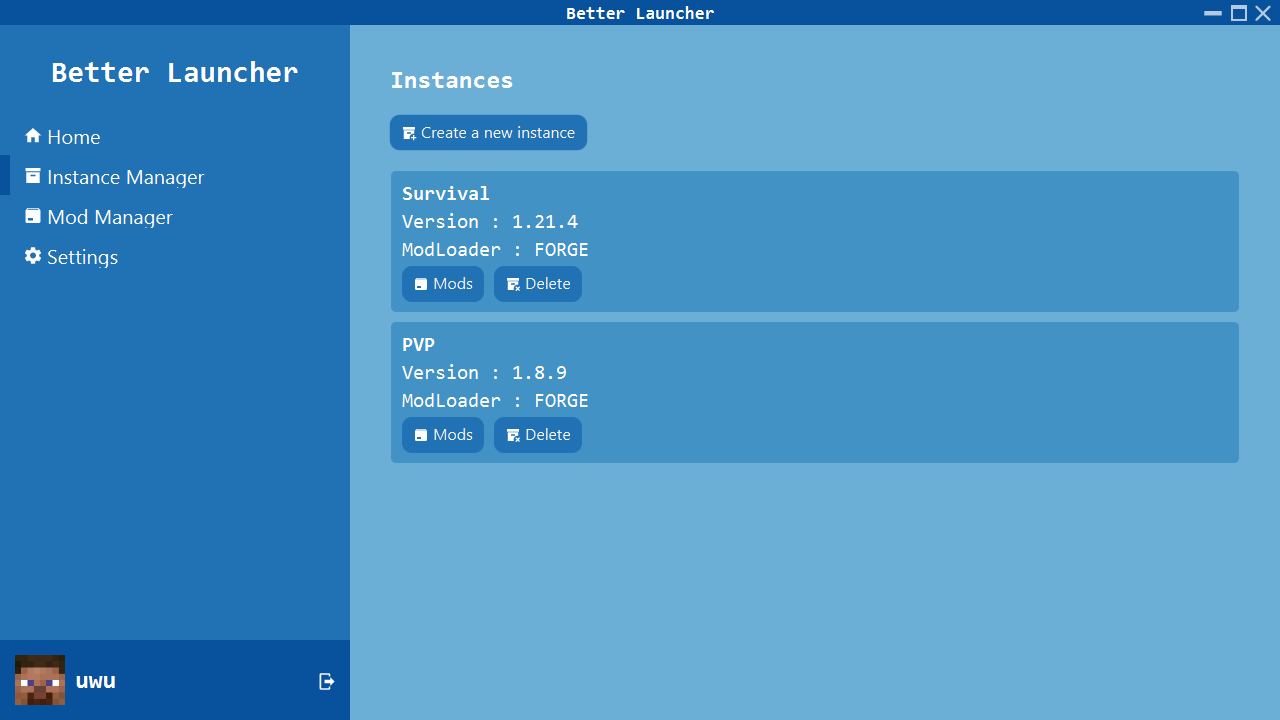 Better Launcher
Better Launcher
Home
Instance Manager
Mod Manager
Settings
uwu
Instances
Create a new instance
Survival
Version : 1.21.4
ModLoader : FORGE
Mods Delete
PVP
Version : 1.8.9
ModLoader : FORGE
Mods Delete